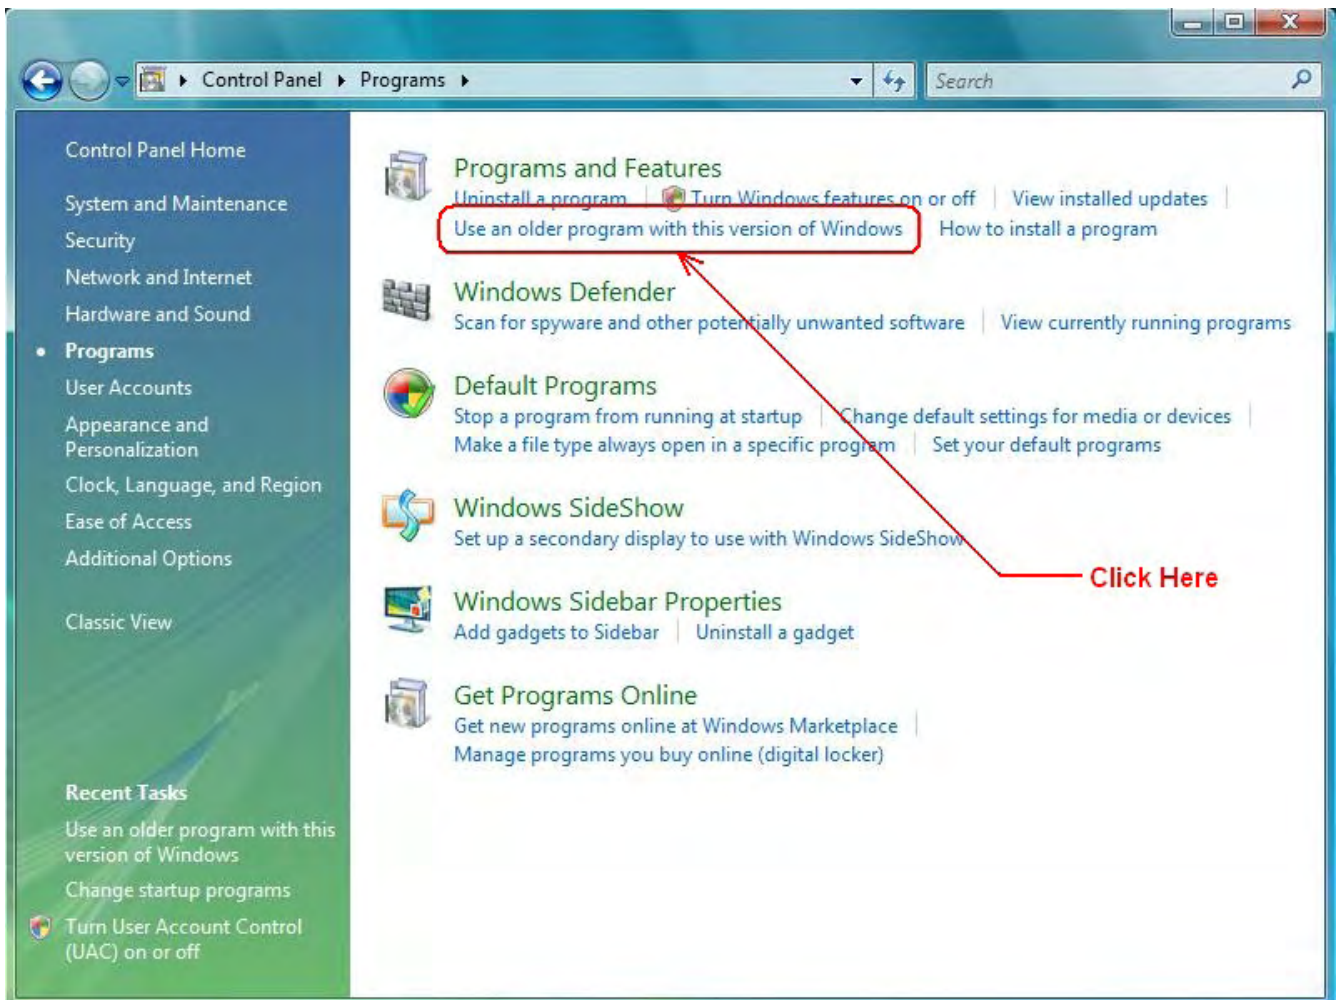 Control Panel Programs
Search
Control Panel Home
System and Maintenance
Security
Network and Internet
Hardware and Sound
Programs
User Accounts
Appearance and
Personalization
Clock, Language, and Region
Ease of Access
Additional Options
Classic View
Recent Tasks
Use an older program with this
version of Windows
Change startup programs
Turn User Account Control
(UAC) on or off
Programs and Features
Uninstall a program Turn Windows features on or off View installed updates
Use an older program with this version of Windows How to install a program
Windows Defender
Scan for spyware and other potentially unwanted software View currently running programs
Default Programs
Stop a program from running at startup Change default settings for media or devices
Make a file type always open in a specific program Set your default programs
Windows SideShow
Set up a secondary display to use with Windows SideShow
Click Here
Windows Sidebar Properties
Add gadgets to Sidebar Uninstall a gadget
Get Programs Online
Get new programs online at Windows Marketplace
Manage programs you buy online (digital locker)